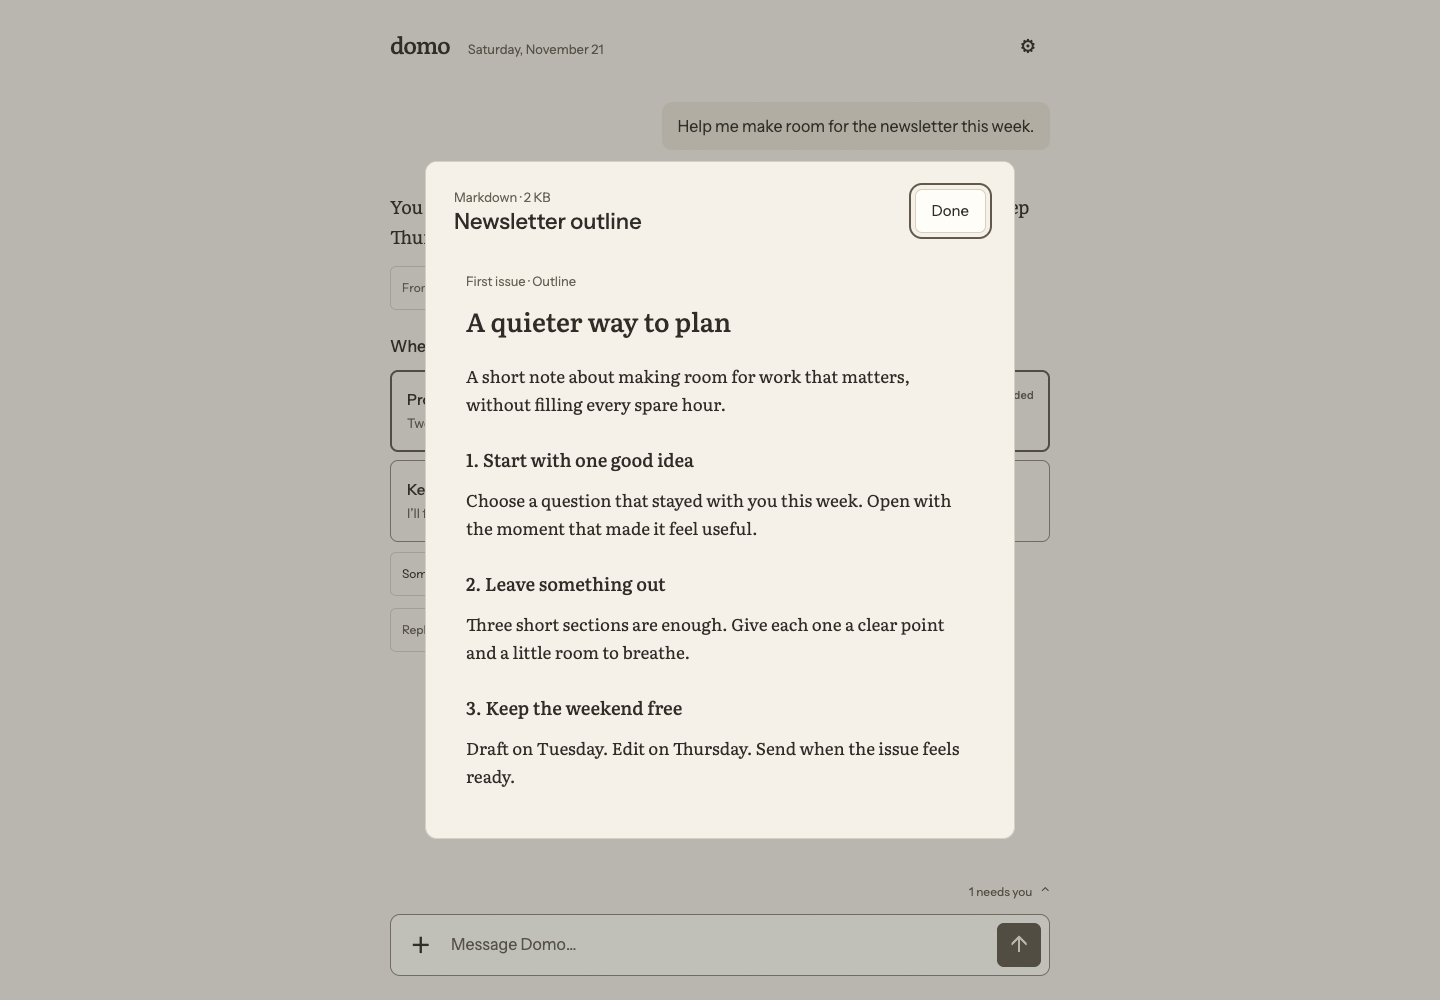 domo
Saturday, November 21
Help me make room for the newsletter this week.
You
Markdown · 2 KB
Newsletter outline
Done
First issue · Outline
A quieter way to plan
A short note about making room for work that matters,
without filling every spare hour.
1. Start with one good idea
Choose a question that stayed with you this week. Open with
the moment that made it feel useful.
2. Leave something out
Three short sections are enough. Give each one a clear point
and a little room to breathe.
3. Keep the weekend free
Draft on Tuesday. Edit on Thursday. Send when the issue feels
ready.
1 needs you
Message Domo...